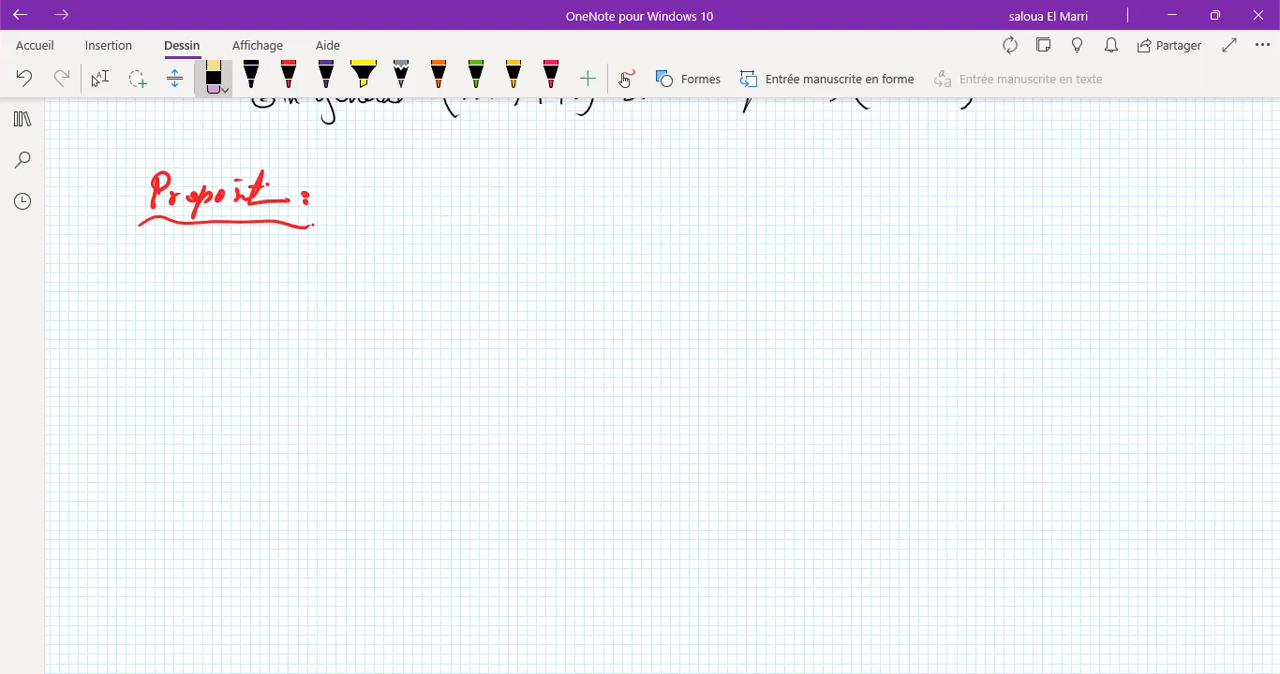 OneNote pour Windows 10
saloua El Marri
Accueil Insertion Dessin Affichage Aide
Partager
Formes
Entrée manuscrite en forme
Entrée manuscrite en texte
Proposit :